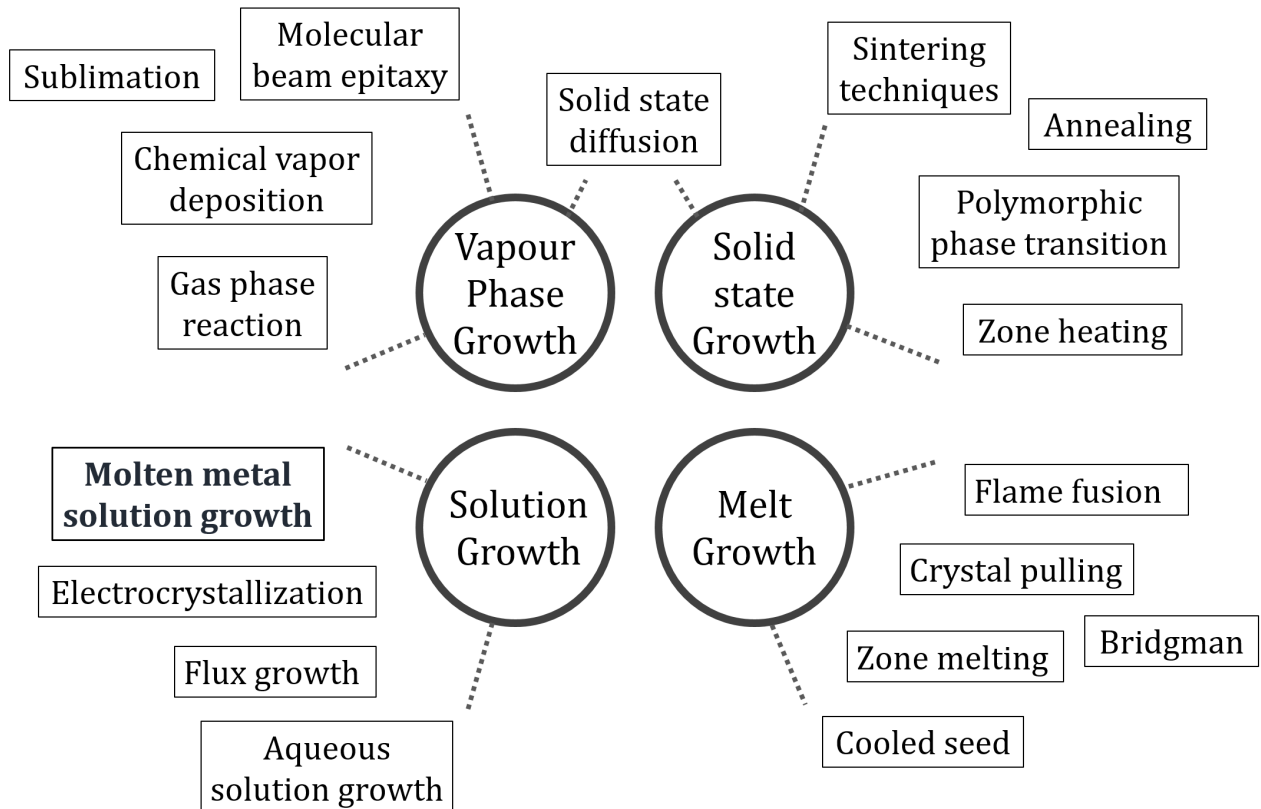 Sublimation
Molecular
beam epitaxy
Chemical vapor
deposition
Gas phase
reaction
Solid state
diffusion
Sintering
techniques
Annealing
Polymorphic
phase transition
Zone heating
Vapour
Phase
Growth
Solid
state
Growth
Solution
Growth
Melt
Growth
Molten metal
solution growth
Electrocrystallization
Flux growth
Aqueous
solution growth
Flame fusion
Crystal pulling
Bridgman
Zone melting
Cooled seed